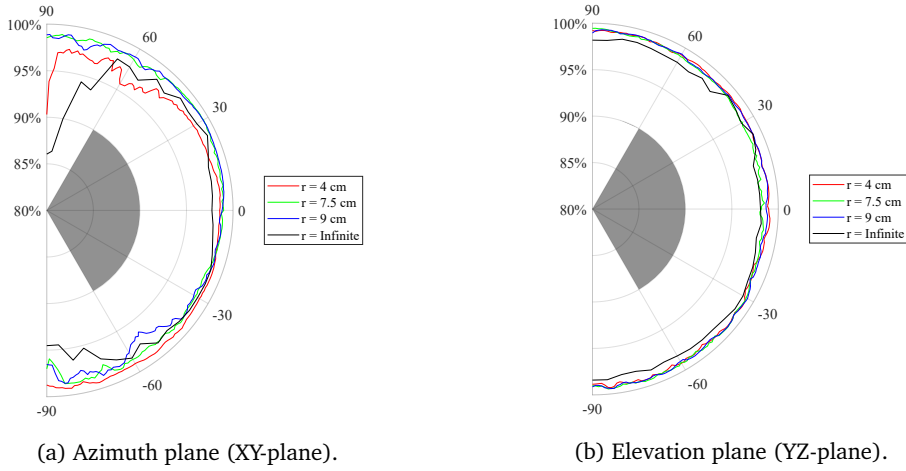 90
100%
60
95%
30
90%
85%
80%
0
-30
-60
-90
r = 4 cm
r = 7.5 cm
r = 9 cm
r = Infinite
(a) Azimuth plane (XY-plane).
90
100%
60
95%
30
90%
85%
80%
0
-30
-60
-90
r = 4 cm
r = 7.5 cm
r = 9 cm
r = Infinite
(b) Elevation plane (YZ-plane).